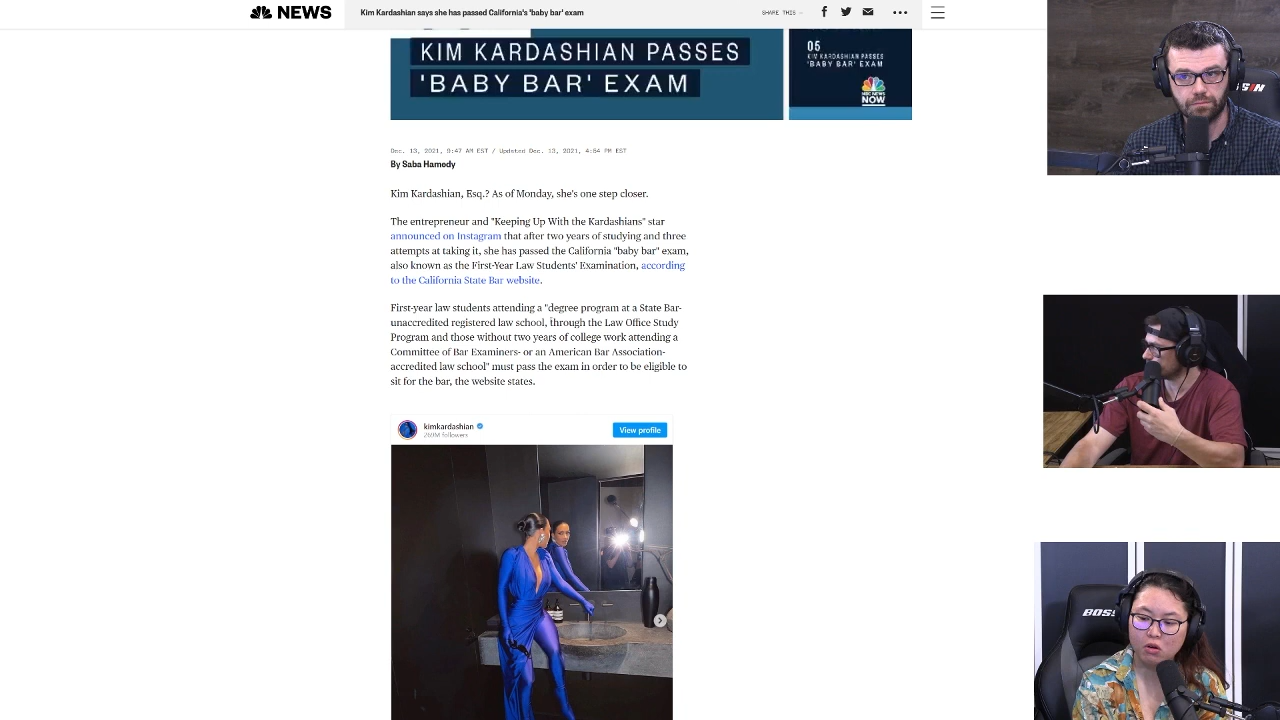 NEWS
Kim Kardashian says she has passed California's 'baby bar' exam
SHARE THIS
KIM KARDASHIAN PASSES
'BABY BAR' EXAM
05
KIM KARDASHIAN PASSES
'BABY BAR' EXAM
NBC NEWS
NOW
Dec. 13, 2021, 9:47 AM EST / Updated Dec. 13, 2021, 4:54 PM EST
By Saba Hamedy
Kim Kardashian, Esq.? As of Monday, she's one step closer.
The entrepreneur and "Keeping Up With the Kardashians" star
announced on Instagram that after two years of studying and three
attempts at taking it, she has passed the California "baby bar" exam,
also known as the First-Year Law Students' Examination, according
to the California State Bar website.
First-year law students attending a "degree program at a State Bar-
unaccredited registered law school, through the Law Office Study
Program and those without two years of college work attending a
Committee of Bar Examiners- or an American Bar Association-
accredited law school" must pass the exam in order to be eligible to
sit for the bar, the website states.
kimkardashian
269M followers
View profile
BOSS